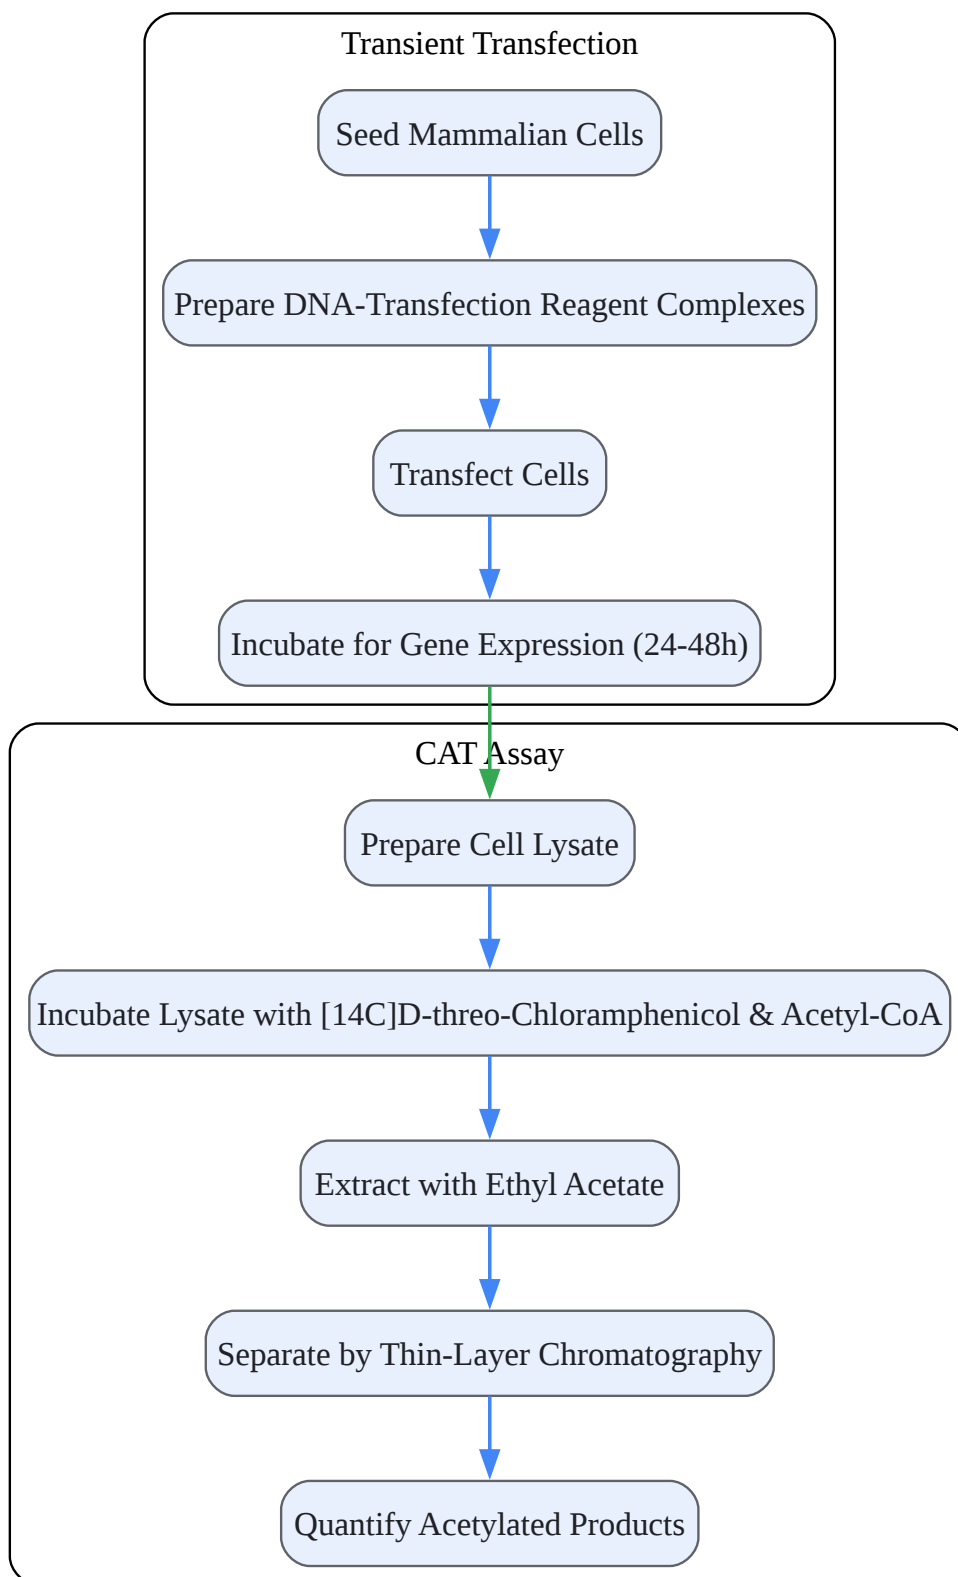 Transient Transfection
Seed Mammalian Cells
Prepare DNA-Transfection Reagent Complexes
Transfect Cells
Incubate for Gene Expression (24-48h)
CAT Assay
Prepare Cell Lysate
Incubate Lysate with [14C]D-threo-Chloramphenicol & Acetyl-CoA
Extract with Ethyl Acetate
Separate by Thin-Layer Chromatography
Quantify Acetylated Products